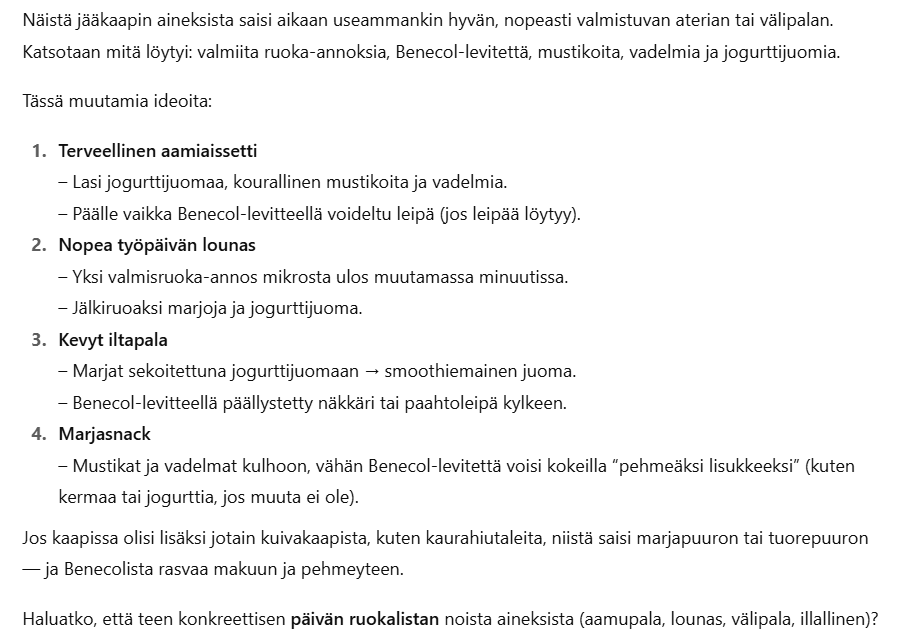 Näistä jääkaapin aineksista saisi aikaan useammankin hyvän, nopeasti valmistuvan aterian tai välipalan.
Katsotaan mitä löytyi: valmiita ruoka-annoksia, Benecol-levitettä, mustikoita, vadelmia ja jogurttijuomia.
Tässä muutamia ideoita:
1. Terveellinen aamiaissetti
– Lasi jogurttijuomaa, kourallinen mustikoita ja vadelmia.
– Päälle vaikka Benecol-levitteellä voideltu leipä (jos leipää löytyy).
2. Nopea työpäivän lounas
– Yksi valmisruoka-annos mikrosta ulos muutamassa minuutissa.
– Jälkiruoaksi marjoja ja jogurttijuoma.
3. Kevyt iltapala
– Marjat sekoitettuna jogurttijuomaan → smoothiemainen juoma.
– Benecol-levitteellä päällystetty näkkäri tai paahtoleipä kylkeen.
4. Marjasnack
– Mustikat ja vadelmat kulhoon, vähän Benecol-levitettä voisi kokeilla “pehmeäksi lisukkeeksi” (kuten
kermaa tai jogurttia, jos muuta ei ole).
Jos kaapissa olisi lisäksi jotain kuivakaapista, kuten kaurahiutaleita, niistä saisi marjapuuron tai tuorepuuron
— ja Benecolista rasvaa makuun ja pehmeyteen.
Haluatko, että teen konkreettisen päivän ruokalistan noista aineksista (aamupala, lounas, välipala, illallinen)?